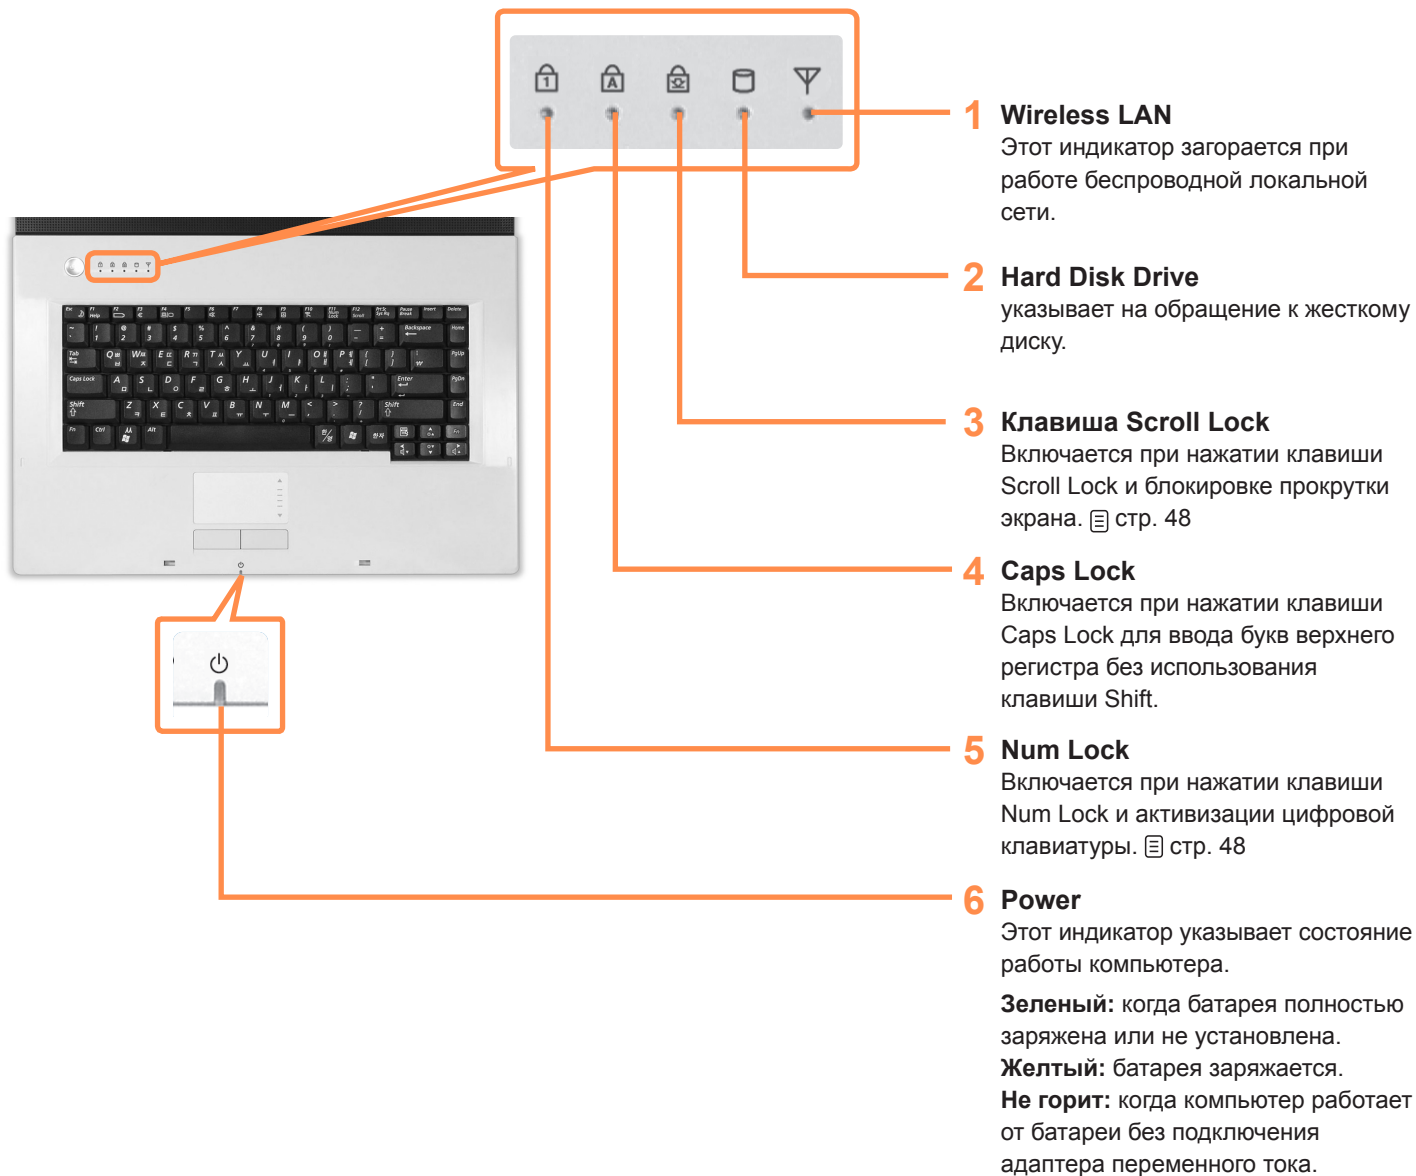 1 Wireless LAN
Этот индикатор загорается при
работе беспроводной локальной
сети.
2 Hard Disk Drive
указывает на обращение к жесткому
диску.
3 Клавиша Scroll Lock
Включается при нажатии клавиши
Scroll Lock и блокировке прокрутки
экрана. стр. 48
4 Caps Lock
Включается при нажатии клавиши
Caps Lock для ввода букв верхнего
регистра без использования
клавиши Shift.
5 Num Lock
Включается при нажатии клавиши
Num Lock и активизации цифровой
клавиатуры. стр. 48
6 Power
Этот индикатор указывает состояние
работы компьютера.
Зеленый: когда батарея полностью
заряжена или не установлена.
Желтый: батарея заряжается.
Не горит: когда компьютер работает
от батареи без подключения
адаптера переменного тока.